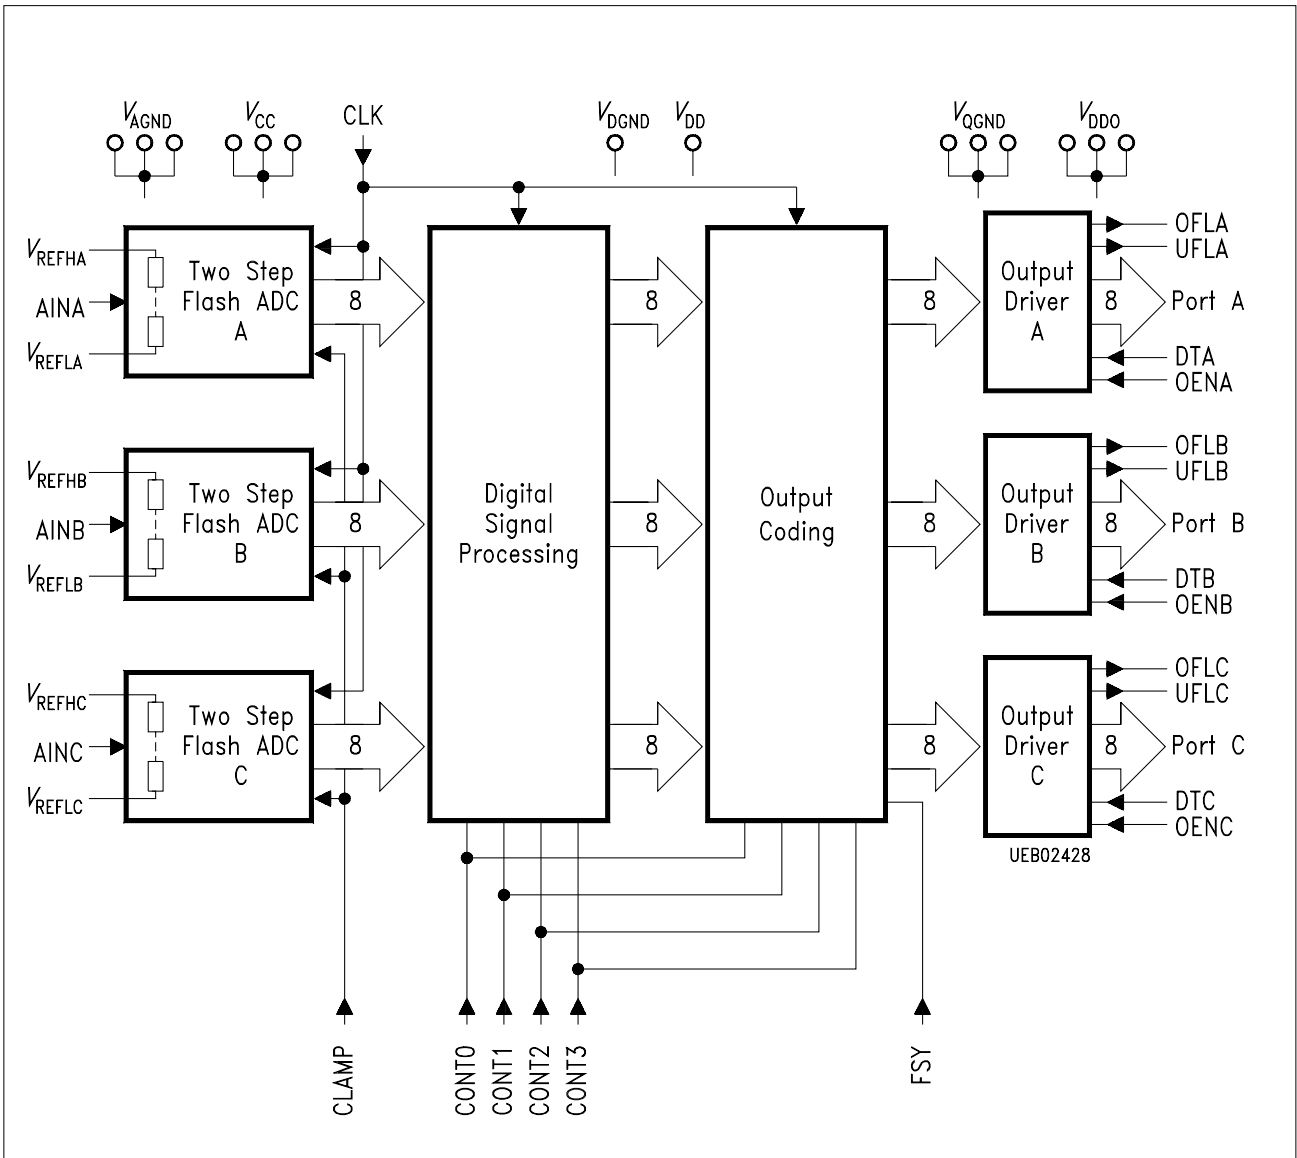 VAGND
VCC
CLK
VDGND
VDD
VQGND
VDDO
VREFHA
AINA
VREFLA
Two Step
Flash ADC
A
8
8
8
Output
Driver
A
8
OFLA
UFLA
Port A
DTA
OENA
VREFHB
AINB
VREFLB
Two Step
Flash ADC
B
8
Digital
Signal
Processing
8
Output
Coding
8
Output
Driver
B
8
OFLB
UFLB
Port B
DTB
OENB
VREFHC
AINC
VREFLC
Two Step
Flash ADC
C
8
8
8
Output
Driver
C
8
OFLC
UFLC
Port C
DTC
OENC
UEB02428
CLAMP
CONT0
CONT1
CONT2
CONT3
FSY